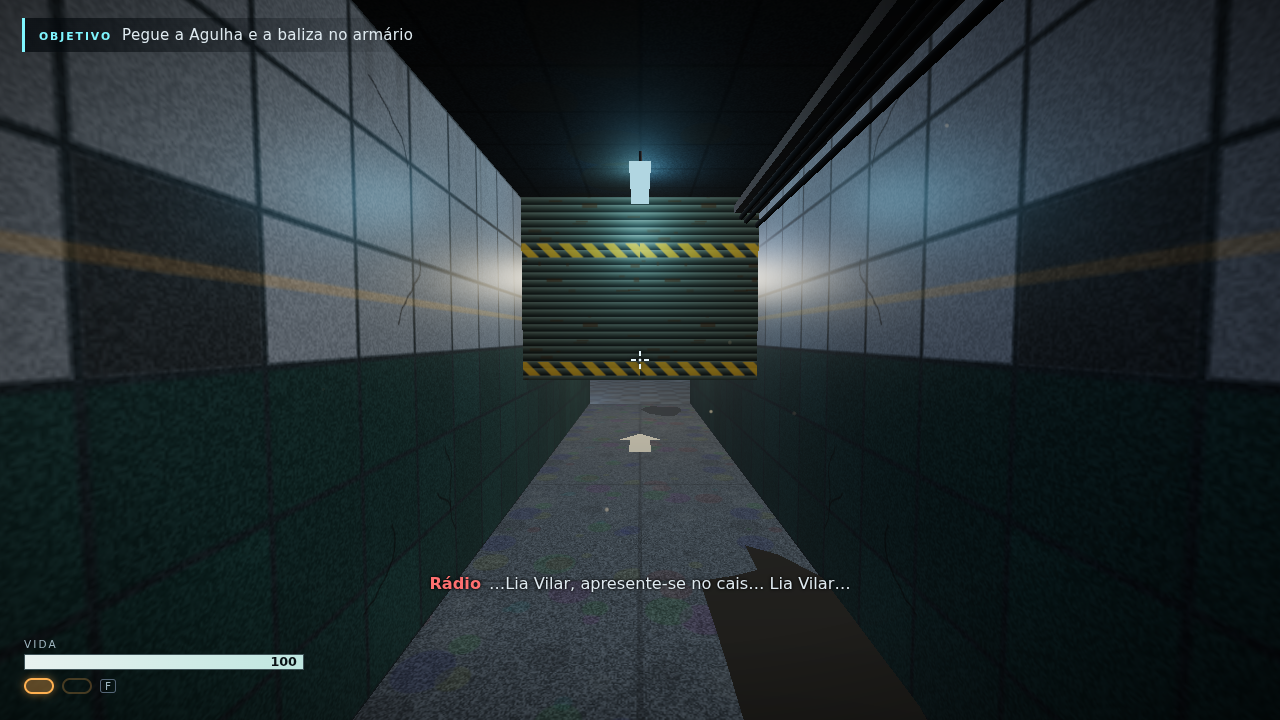 OBJETIVO Pegue a Agulha e a baliza no armário
Rádio ...Lia Vilar, apresente-se no cais... Lia Vilar...
VIDA
100
F